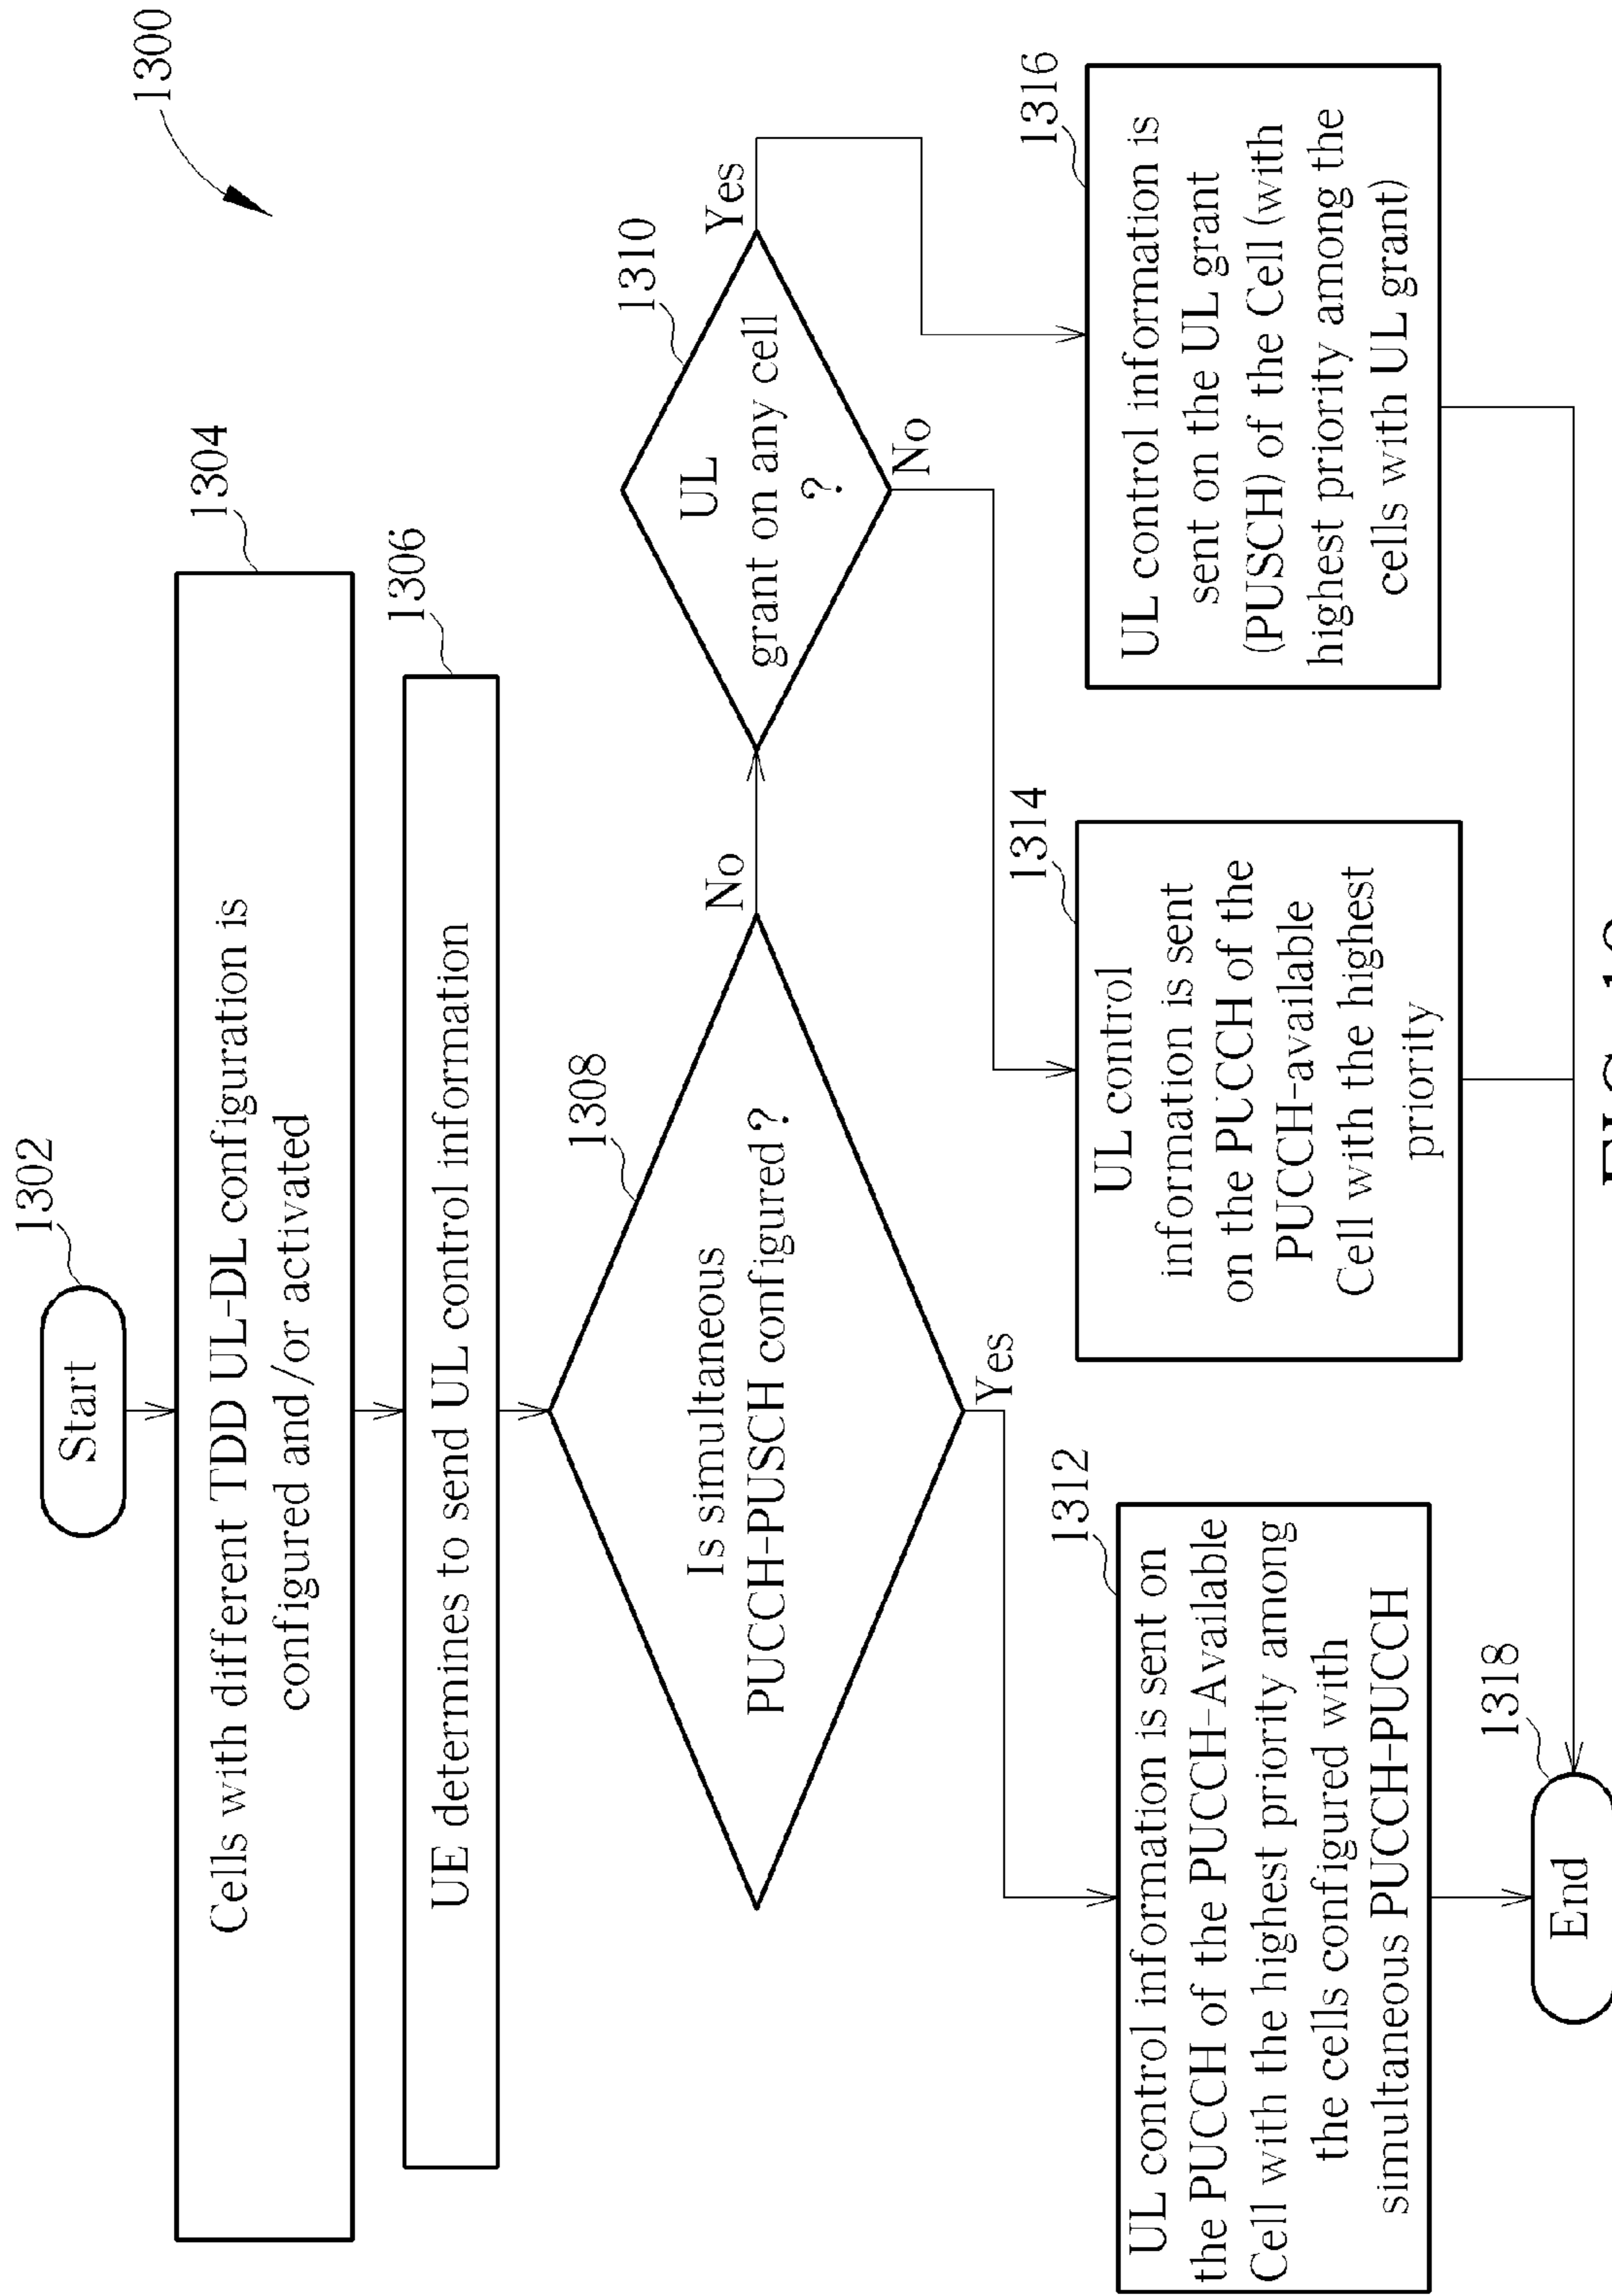 1300
1302
Start
1304
Cells with different TDD UL-DL configuration is
configured and/or activated
1306
UE determines to send UL control information
1308
Is simultaneous
PUCCH-PUSCH configured?
No
Yes
1310
UL
grant on any cell
?
Yes
No
1312
UL control information is sent on
the PUCCH of the PUCCH-Available
Cell with the highest priority among
the cells configured with
simultaneous PUCCH-PUCCH
1314
UL control
information is sent
on the PUCCH of the
PUCCH-available
Cell with the highest
priority
1316
UL control information is
sent on the UL grant
(PUSCH) of the Cell (with
highest priority among the
cells with UL grant)
1318
End
FIG.